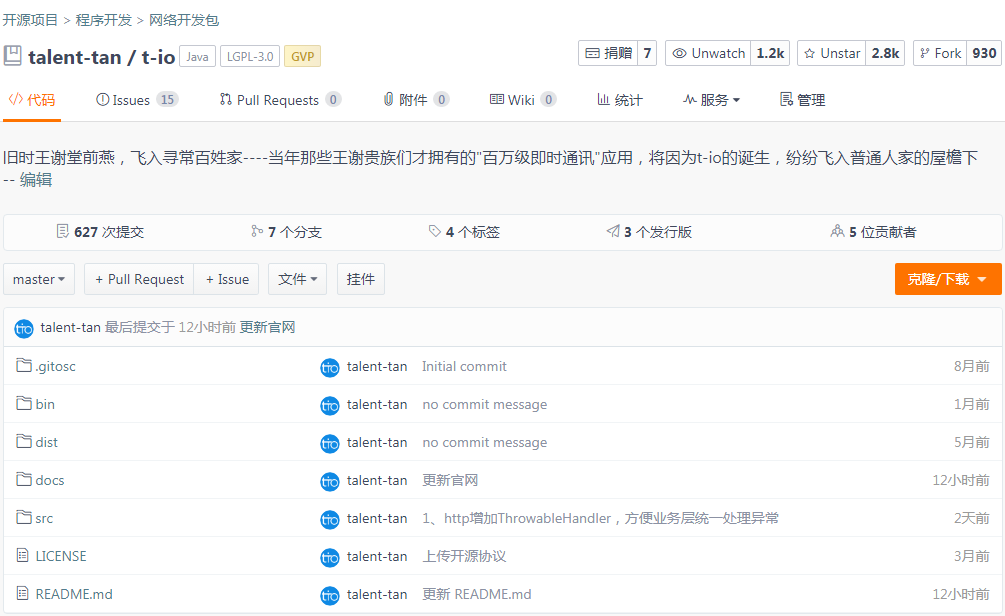 开源项目 > 程序开发 > 网络开发包
talent-tan / t-io Java LGPL-3.0 GVP 捐赠 7 Unwatch 1.2k Unstar 2.8k Fork 930
代码 Issues 15 Pull Requests 0 附件 0 Wiki 0 统计 服务 管理
旧时王谢堂前燕，飞入寻常百姓家----当年那些王谢贵族们才拥有的"百万级即时通讯"应用，将因为t-io的诞生，纷纷飞入普通人家的屋檐下
-- 编辑
627 次提交 7 个分支 4 个标签 3 个发行版 5 位贡献者
master + Pull Request + Issue 文件 挂件 克隆/下载
tio talent-tan 最后提交于 12小时前 更新官网
.gitosc tio talent-tan Initial commit 8月前
bin tio talent-tan no commit message 1月前
dist tio talent-tan no commit message 5月前
docs tio talent-tan 更新官网 12小时前
src tio talent-tan 1、http增加ThrowableHandler，方便业务层统一处理异常 2天前
LICENSE tio talent-tan 上传开源协议 3月前
README.md tio talent-tan 更新 README.md 12小时前